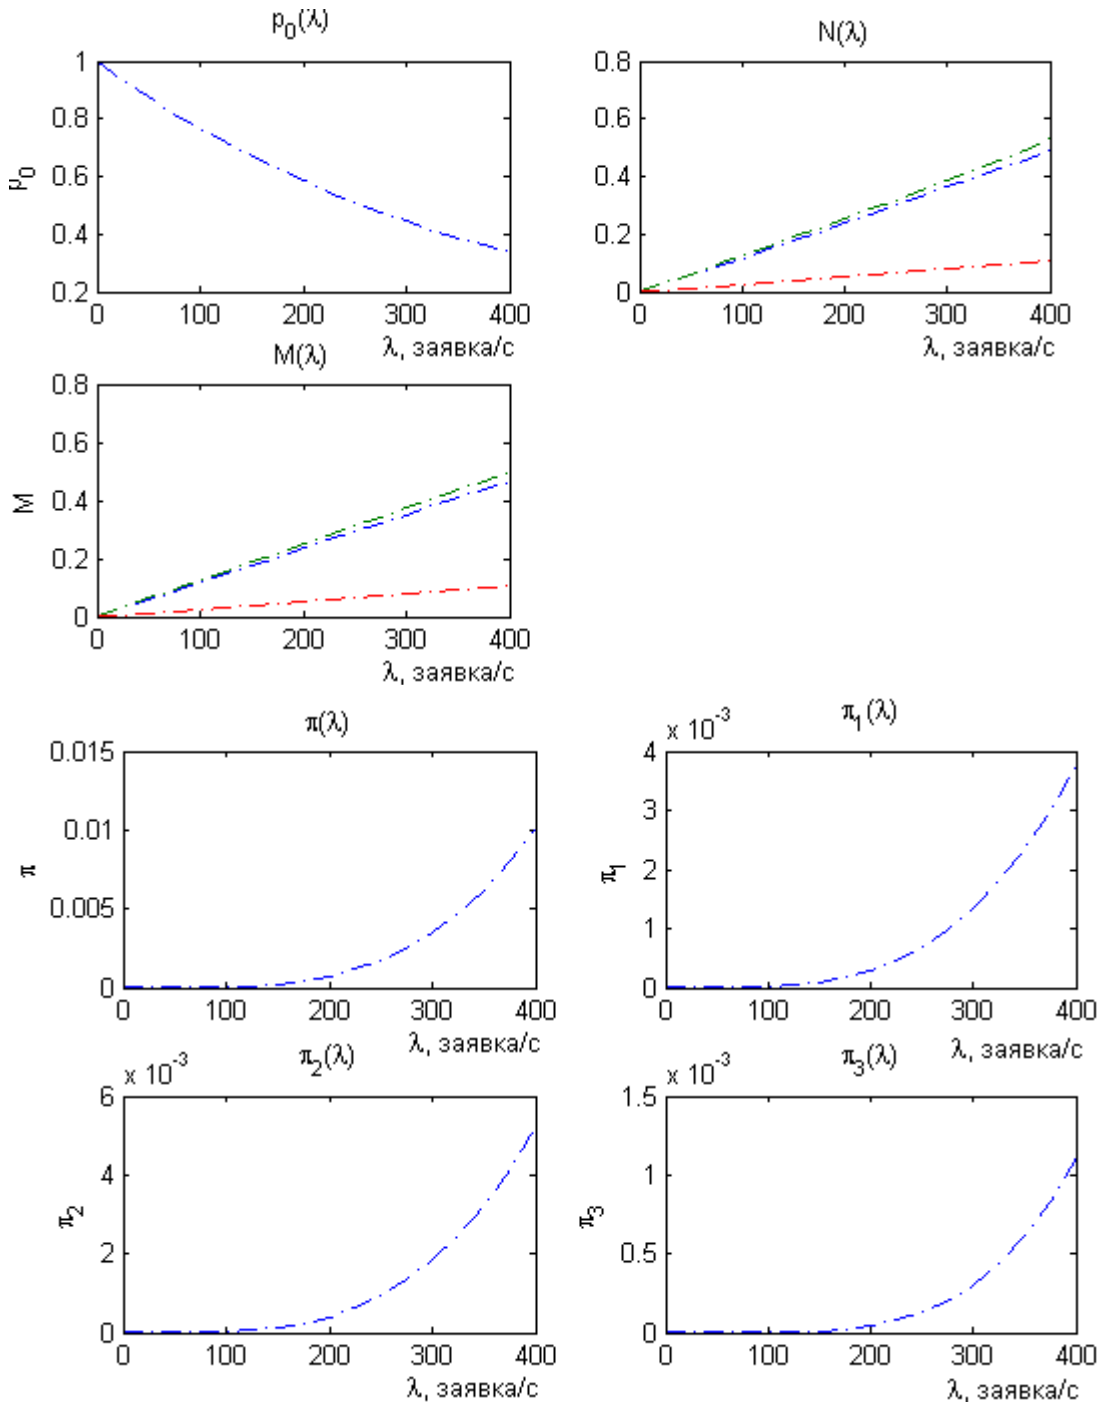 p₀(λ)
1
0.8
0.6
0.4
0.2
p₀
0 100 200 300 400
λ, заявка/с
N(λ)
0.8
0.6
0.4
0.2
0
0 100 200 300 400
λ, заявка/с
M(λ)
0.8
0.6
0.4
0.2
0
M
0 100 200 300 400
λ, заявка/с
π(λ)
0.015
0.01
0.005
0
π
0 100 200 300 400
λ, заявка/с
π₁(λ)
x 10⁻³
4
3
2
1
0
π₁
0 100 200 300 400
λ, заявка/с
π₂(λ)
x 10⁻³
6
4
2
0
π₂
0 100 200 300 400
λ, заявка/с
π₃(λ)
x 10⁻³
1.5
1
0.5
0
π₃
0 100 200 300 400
λ, заявка/с